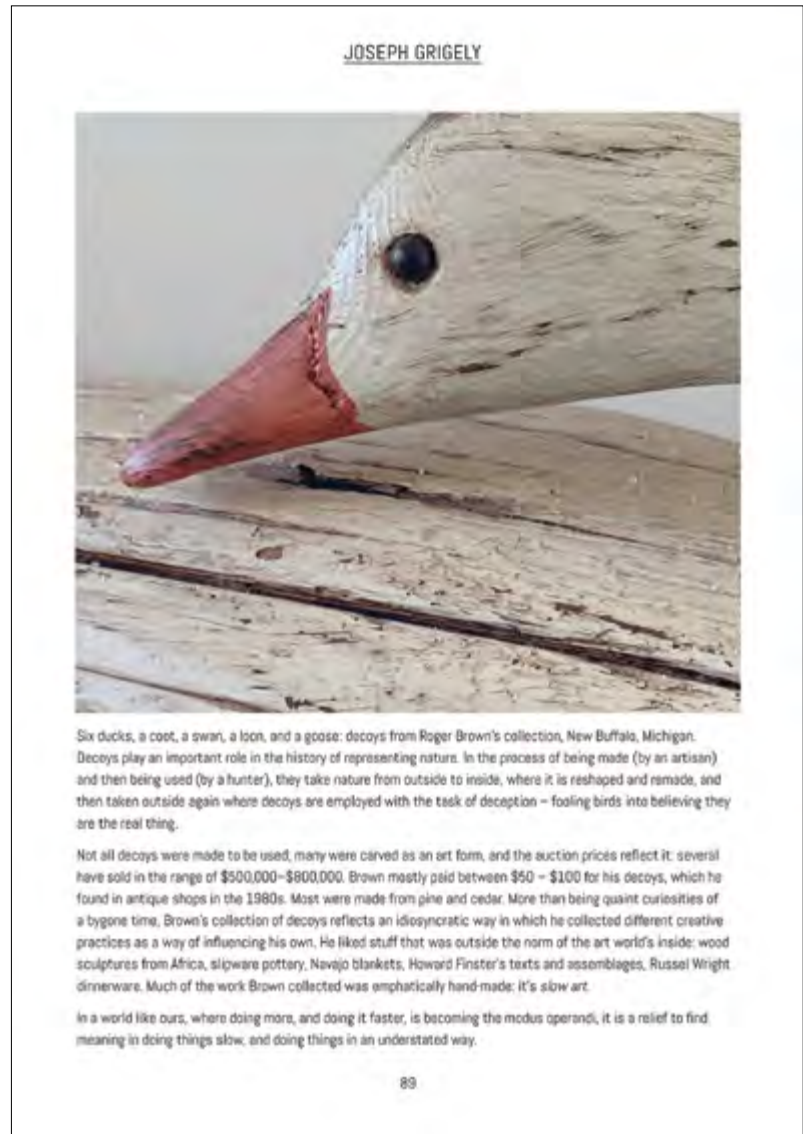 JOSEPH GRIGELY
Six ducks, a coot, a swan, a loon, and a goose: decoys from Roger Brown's collection, New Buffalo, Michigan.
Decoys play an important role in the history of representing nature. In the process of being made (by an artisan)
and then being used (by a hunter), they take nature from outside to inside, where it is reshaped and remade, and
then taken outside again where decoys are employed with the task of deception – fooling birds into believing they
are the real thing.
Not all decoys were made to be used; many were carved as an art form, and the auction prices reflect it: several
have sold in the range of $500,000–$800,000. Brown mostly paid between $50 – $100 for his decoys, which he
found in antique shops in the 1980s. Most were made from pine and cedar. More than being quaint curiosities of
a bygone time, Brown's collection of decoys reflects an idiosyncratic way in which he collected different creative
practices as a way of influencing his own. He liked stuff that was outside the norm of the art world's inside: wood
sculptures from Africa, slipware pottery, Navajo blankets, Howard Finster's texts and assemblages, Russel Wright
dinnerware. Much of the work Brown collected was emphatically hand-made: it's slow art.
In a world like ours, where doing more, and doing it faster, is becoming the modus operandi, it is a relief to find
meaning in doing things slow, and doing things in an understated way.
89